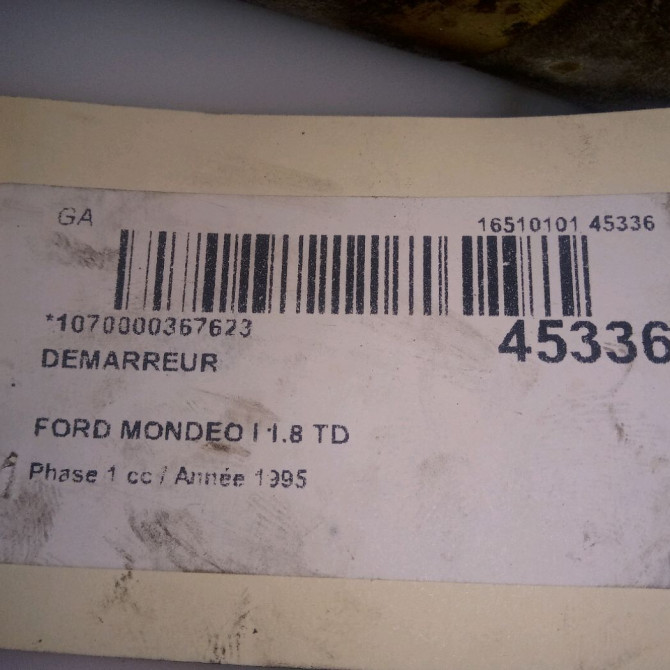 GA
16510101 45336
*1070000367623
45336
DEMARREUR
FORD MONDEO I 1.8 TD
Phase 1 cc / Année 1995